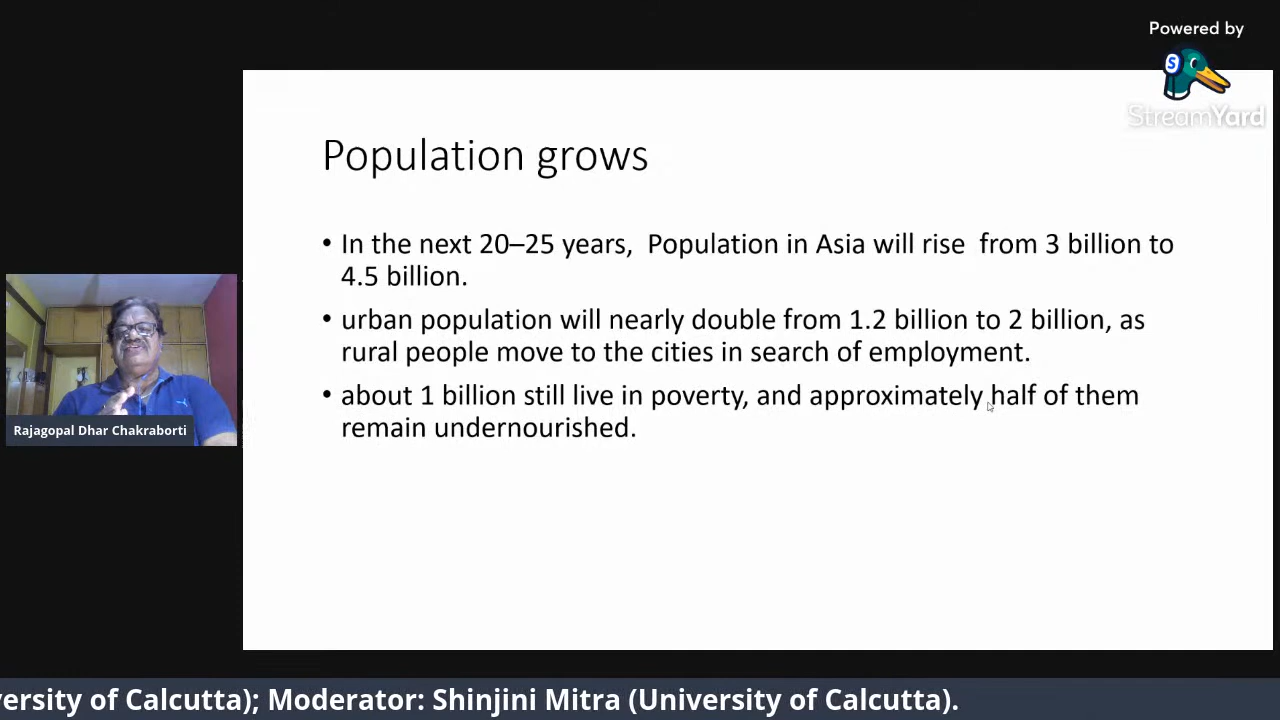 Powered by
S
StreamYard
Population grows
• In the next 20–25 years, Population in Asia will rise from 3 billion to
4.5 billion.
• urban population will nearly double from 1.2 billion to 2 billion, as
rural people move to the cities in search of employment.
• about 1 billion still live in poverty, and approximately half of them
remain undernourished.
Rajagopal Dhar Chakraborti
versity of Calcutta); Moderator: Shinjini Mitra (University of Calcutta).